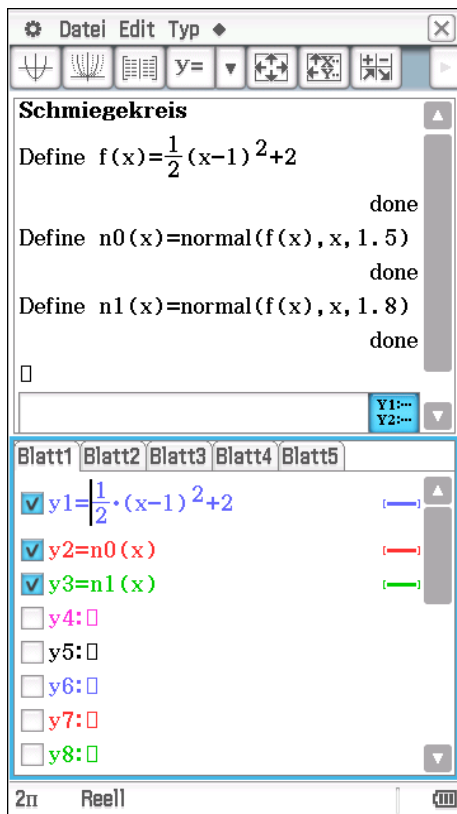 Datei Edit Typ
y=
Schmiegekreis
Define f(x)=1/2(x-1)^2+2
done
Define n0(x)=normal(f(x),x,1.5)
done
Define n1(x)=normal(f(x),x,1.8)
done
Y1:…
Y2:…
Blatt1 Blatt2 Blatt3 Blatt4 Blatt5
y1=1/2·(x-1)^2+2
y2=n0(x)
y3=n1(x)
y4:▯
y5:▯
y6:▯
y7:▯
y8:▯
2π Reell